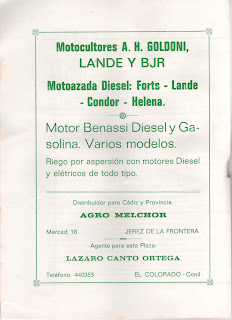 Motocultores A. H. GOLDONI,
LANDE Y BJR
Motoazada Diesel: Forts - Lande
- Condor - Helena.
Motor Benassi Diesel y Ga-
solina. Varios modelos.
Riego por aspersión con motores Diesel
y elétricos de todo tipo.
Distribuidor para Cádiz y Provincia:
AGRO MELCHOR
Merced, 18 JEREZ DE LA FRONTERA
Agente para esta Plaza:
LAZARO CANTO ORTEGA
Teléfono: 440353 EL COLORADO - Conil